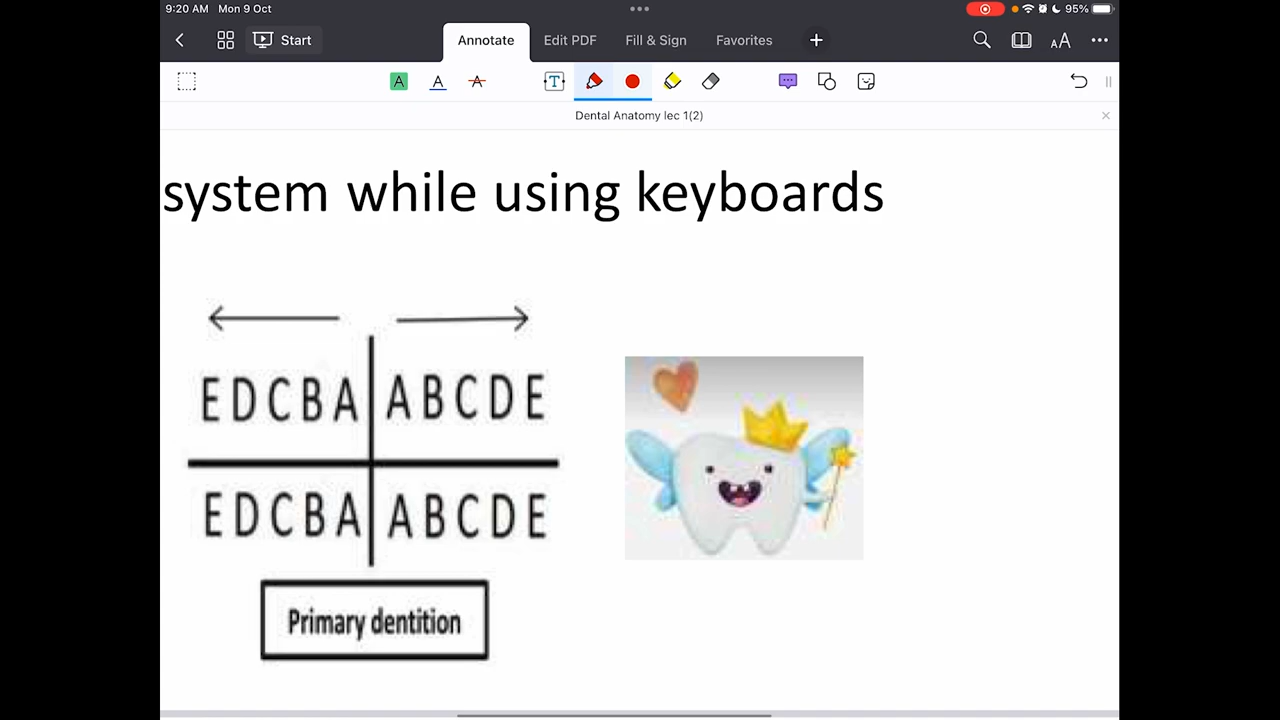 9:20 AM Mon 9 Oct 95%
Start Annotate Edit PDF Fill & Sign Favorites + AA
A A A T
Dental Anatomy lec 1(2)
system while using keyboards
E D C B A A B C D E
E D C B A A B C D E
Primary dentition